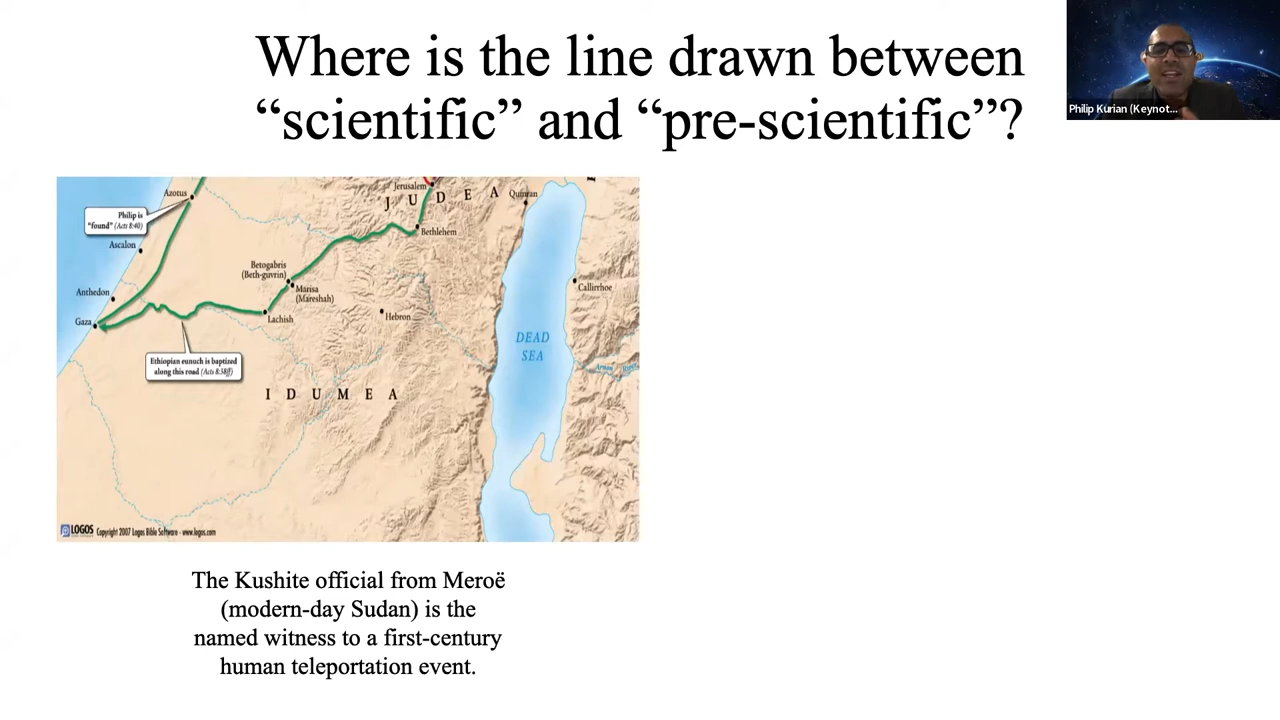 Where is the line drawn between
“scientific” and “pre-scientific”?
Philip Kurian (Keynot...
Azotus
Philip is
"found" (Acts 8:40)
Ascalon
Anthedon
Gaza
Jerusalem
J U D E A
Qumran
Bethlehem
Betogabris
(Beth-guvrin)
Marisa
(Mareshah)
Lachish
Hebron
Callirrhoe
DEAD
SEA
Ethiopian eunuch is baptized
along this road (Acts 8:38ff)
I D U M E A
LOGOS Copyright 2007 Logos Bible Software - www.logos.com
The Kushite official from Meroë
(modern-day Sudan) is the
named witness to a first-century
human teleportation event.